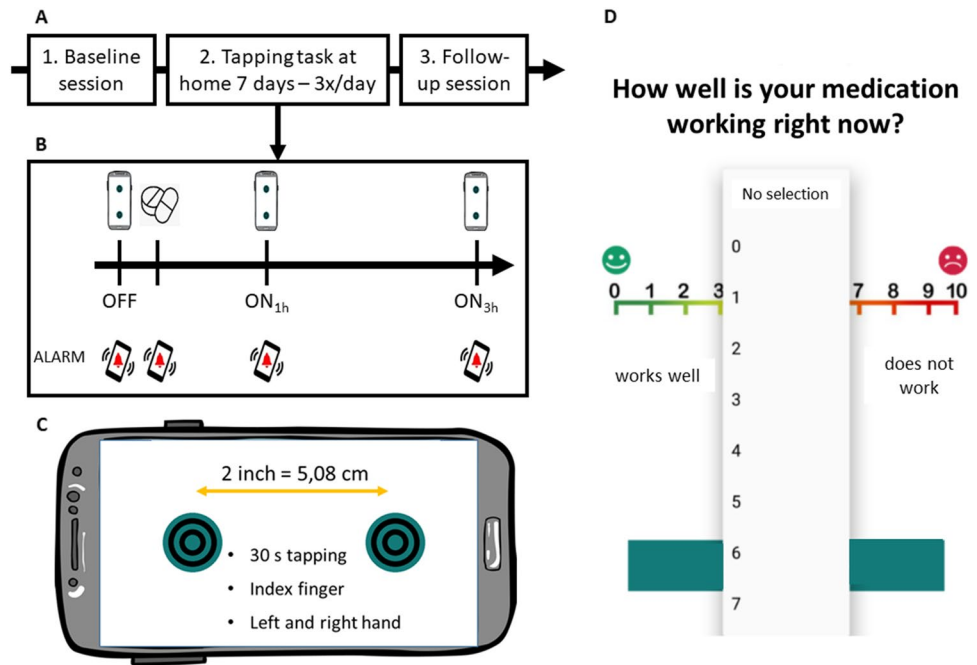 A
1. Baseline
session
2. Tapping task at
home 7 days – 3x/day
3. Follow-
up session
B
OFF
ON1h
ON3h
ALARM
C
2 inch = 5,08 cm
• 30 s tapping
• Index finger
• Left and right hand
D
How well is your medication
working right now?
No selection
0
1
2
3
4
5
6
7
0 1 2 3 7 8 9 10
works well
does not
work